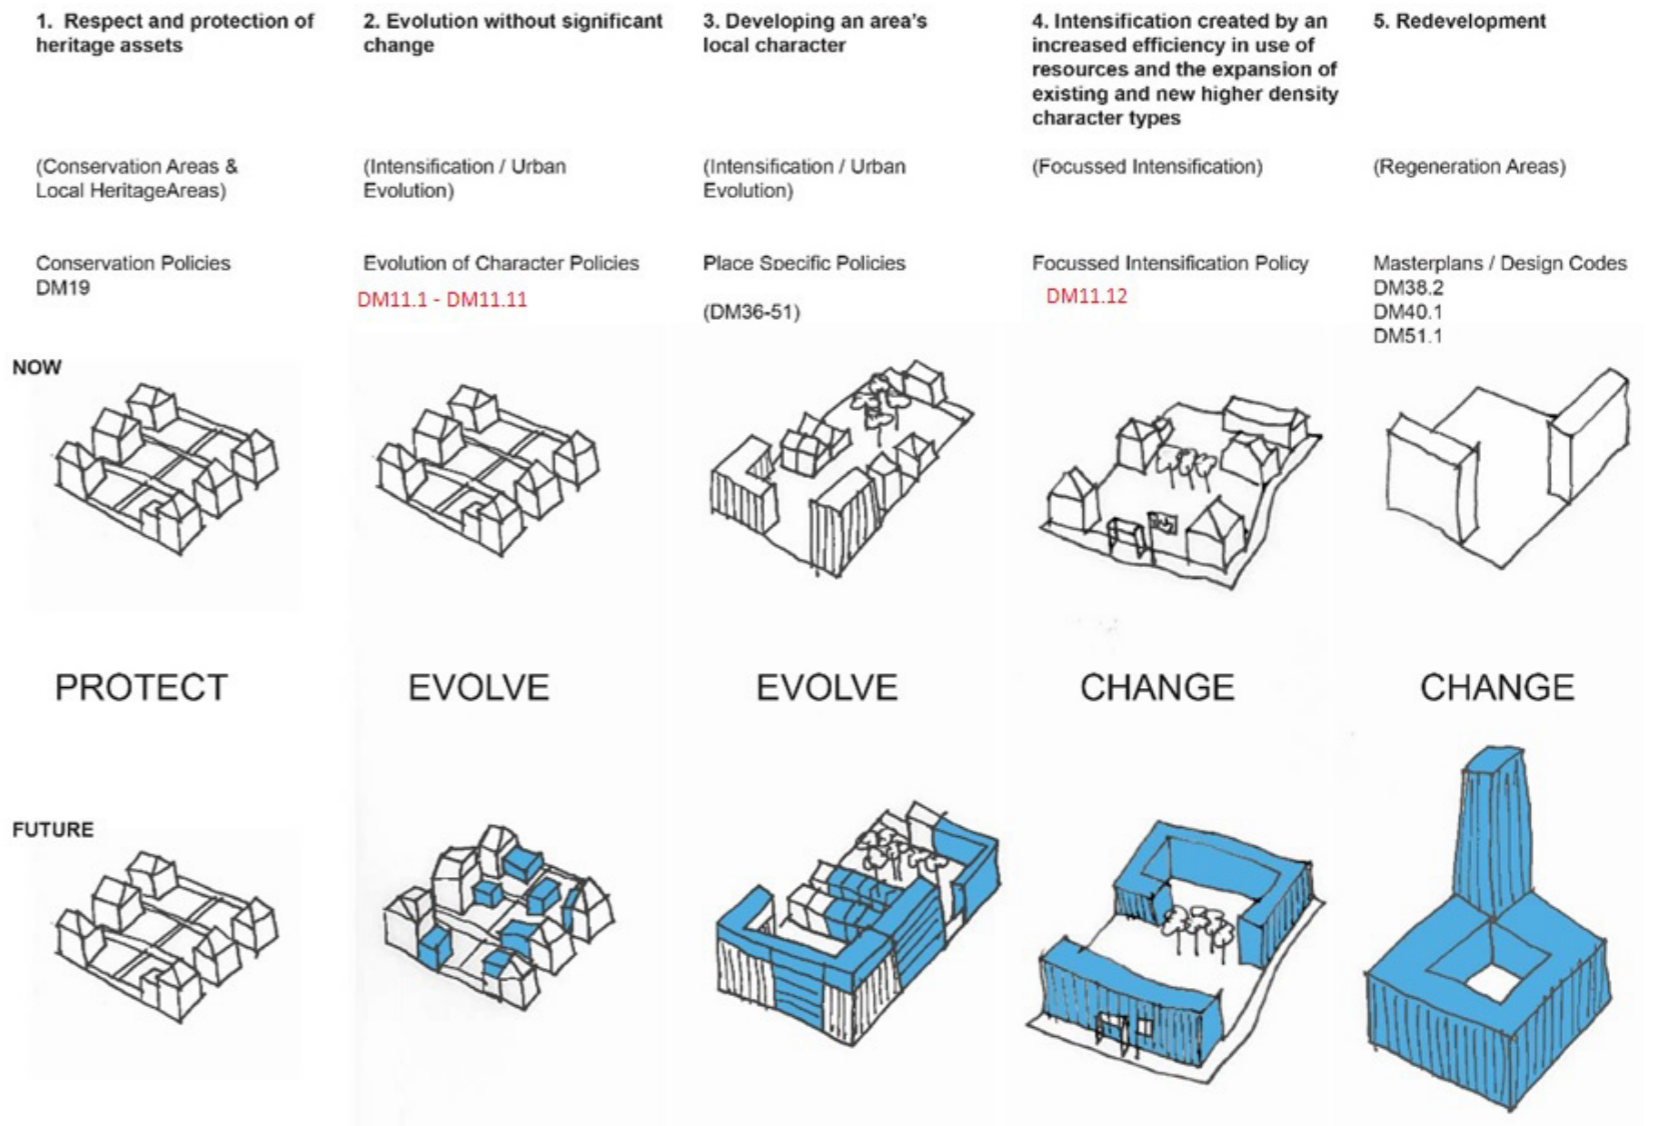 1. Respect and protection of
heritage assets
2. Evolution without significant
change
3. Developing an area's
local character
4. Intensification created by an
increased efficiency in use of
resources and the expansion of
existing and new higher density
character types
5. Redevelopment
(Conservation Areas &
Local HeritageAreas)
(Intensification / Urban
Evolution)
(Intensification / Urban
Evolution)
(Focussed Intensification)
(Regeneration Areas)
Conservation Policies
DM19
Evolution of Character Policies
DM11.1 - DM11.11
Place Specific Policies
(DM36-51)
Focussed Intensification Policy
DM11.12
Masterplans / Design Codes
DM38.2
DM40.1
DM51.1
NOW
PROTECT
EVOLVE
EVOLVE
CHANGE
CHANGE
FUTURE